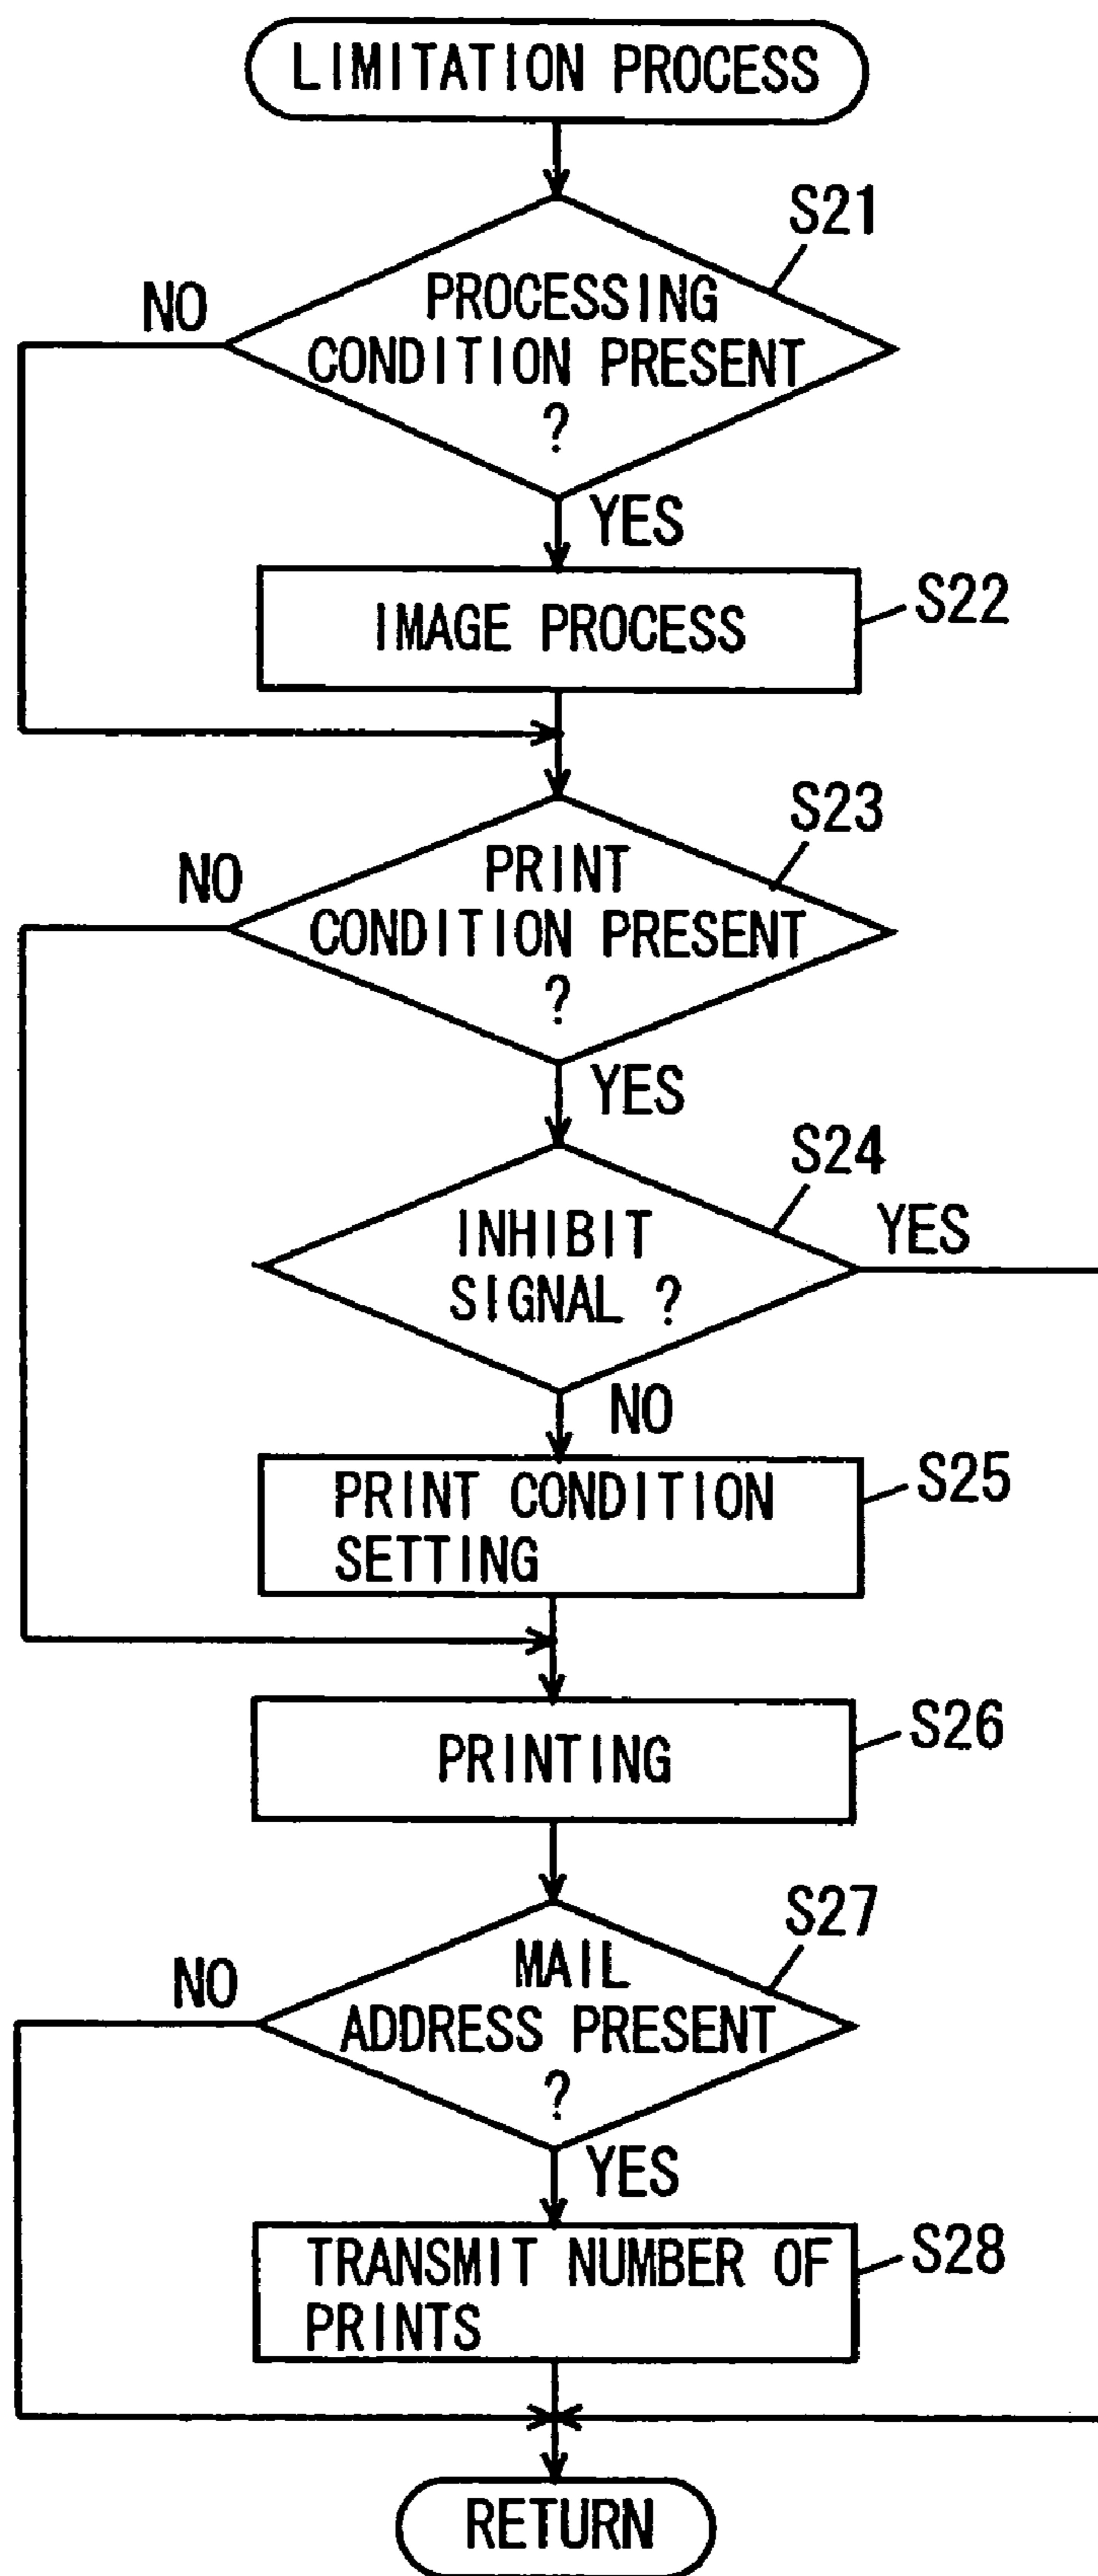 LIMITATION PROCESS
S21
NO
PROCESSING
CONDITION PRESENT
?
YES
IMAGE PROCESS
S22
S23
NO
PRINT
CONDITION PRESENT
?
YES
S24
INHIBIT
SIGNAL ?
YES
NO
PRINT CONDITION
SETTING
S25
PRINTING
S26
S27
NO
MAIL
ADDRESS PRESENT
?
YES
TRANSMIT NUMBER OF
PRINTS
S28
RETURN